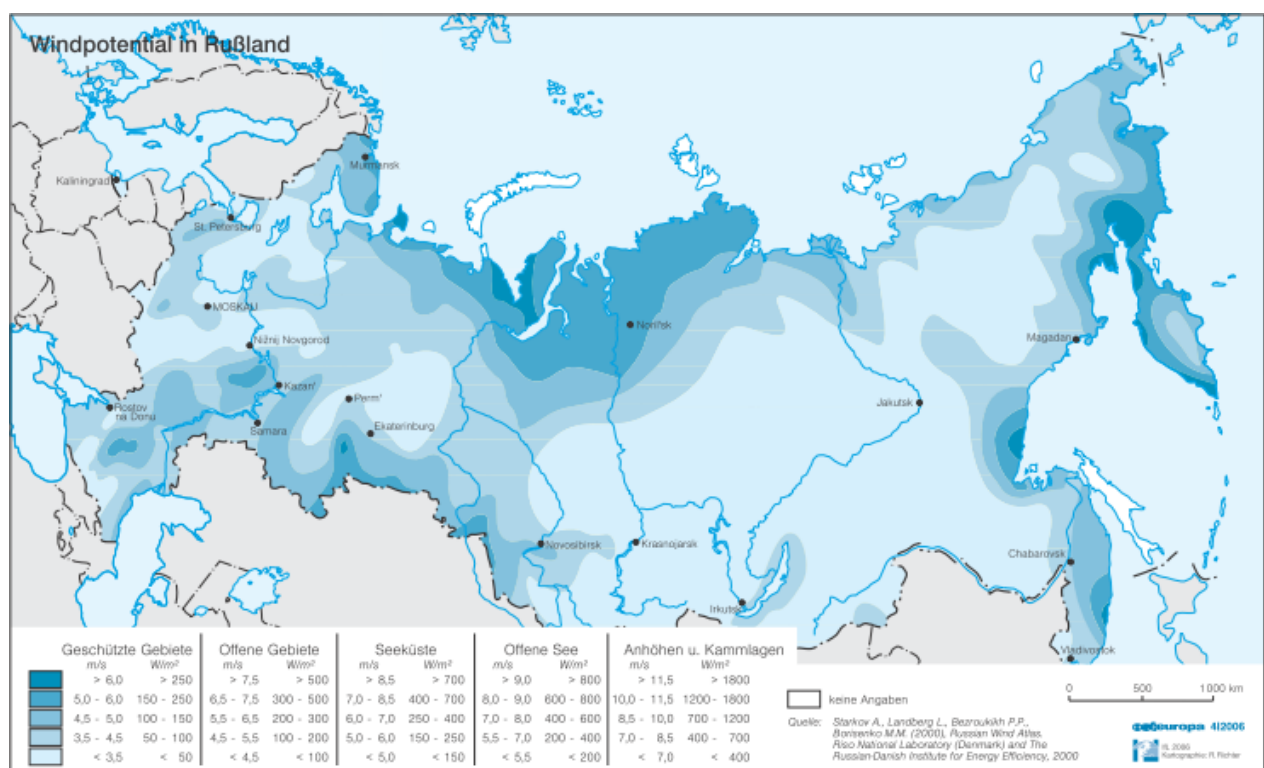 Windpotential in Rußland
Murmansk
Kaliningrad
St. Petersburg
MOSKAU
Noril'sk
Nižnij Novgorod
Magadan
Kazan'
Perm'
Jakutsk
Rostov
na Donu
Samara
Ekaterinburg
Novosibirsk
Krasnojarsk
Chabarovsk
Irkutsk
Vladivostok
Geschützte Gebiete Offene Gebiete Seeküste Offene See Anhöhen u. Kammlagen
m/s W/m² m/s W/m² m/s W/m² m/s W/m² m/s W/m²
> 6,0 > 250 > 7,5 > 500 > 8,5 > 700 > 9,0 > 800 > 11,5 > 1800
5,0 - 6,0 150 - 250 6,5 - 7,5 300 - 500 7,0 - 8,5 400 - 700 8,0 - 9,0 600 - 800 10,0 - 11,5 1200 - 1800
4,5 - 5,0 100 - 150 5,5 - 6,5 200 - 300 6,0 - 7,0 250 - 400 7,0 - 8,0 400 - 600 8,5 - 10,0 700 - 1200
3,5 - 4,5 50 - 100 4,5 - 5,5 100 - 200 5,0 - 6,0 150 - 250 5,5 - 7,0 200 - 400 7,0 - 8,5 400 - 700
< 3,5 < 50 < 4,5 < 100 < 5,0 < 150 < 5,5 < 200 < 7,0 < 400
keine Angaben
0 500 1000 km
Quelle: Starkov A., Landberg L., Bezroukikh P.P.,
Borisenko M.M. (2000), Russian Wind Atlas.
Riso National Laboratory (Denmark) and The
Russian-Danish Institute for Energy Efficiency, 2000
osteuropa 4|2006
IfL 2006
Kartographie: R. Richter